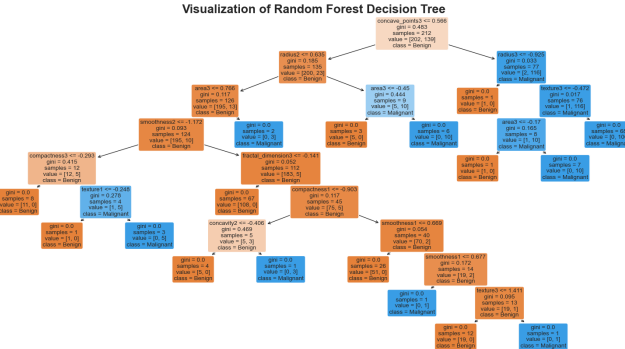 Visualization of Random Forest Decision Tree
concave_points3 <= 0.566
gini = 0.483
samples = 212
value = [202, 139]
class = Benign
radius2 <= 0.635
gini = 0.185
samples = 135
value = [200, 23]
class = Benign
radius3 <= -0.825
gini = 0.033
samples = 77
value = [2, 116]
class = Malignant
area3 <= 0.766
gini = 0.117
samples = 126
value = [195, 13]
class = Benign
area3 <= -0.45
gini = 0.444
samples = 9
value = [5, 10]
class = Malignant
gini = 0.0
samples = 1
value = [1, 0]
class = Benign
texture3 <= -0.472
gini = 0.017
samples = 76
value = [1, 116]
class = Malignant
smoothness2 <= -1.172
gini = 0.093
samples = 124
value = [195, 10]
class = Benign
gini = 0.0
samples = 2
value = [0, 3]
class = Malignant
gini = 0.0
samples = 3
value = [5, 0]
class = Benign
gini = 0.0
samples = 6
value = [0, 10]
class = Malignant
area3 <= -0.17
gini = 0.165
samples = 8
value = [1, 10]
class = Malignant
gini = 0.0
compactness3 <= -0.293
gini = 0.415
samples = 12
value = [12, 5]
class = Benign
fractal_dimension3 <= -0.141
gini = 0.052
samples = 112
value = [183, 5]
class = Benign
gini = 0.0
samples = 1
value = [1, 0]
class = Benign
gini = 0.0
samples = 7
value = [0, 10]
class = Malignant
gini = 0.0
samples = 8
value = [11, 0]
class = Benign
texture1 <= -0.248
gini = 0.278
samples = 4
value = [1, 5]
class = Malignant
gini = 0.0
samples = 67
value = [108, 0]
class = Benign
compactness1 <= -0.903
gini = 0.117
samples = 45
value = [75, 5]
class = Benign
gini = 0.0
samples = 1
value = [1, 0]
class = Benign
gini = 0.0
samples = 3
value = [0, 5]
class = Malignant
concavity2 <= -0.406
gini = 0.469
samples = 5
value = [5, 3]
class = Benign
smoothness1 <= 0.669
gini = 0.054
samples = 40
value = [70, 2]
class = Benign
gini = 0.0
samples = 4
value = [5, 0]
class = Benign
gini = 0.0
samples = 1
value = [0, 3]
class = Malignant
gini = 0.0
samples = 26
value = [51, 0]
class = Benign
smoothness1 <= 0.677
gini = 0.172
samples = 14
value = [19, 2]
class = Benign
gini = 0.0
samples = 1
value = [0, 1]
class = Malignant
texture3 <= 1.411
gini = 0.095
samples = 13
value = [19, 1]
class = Benign
gini = 0.0
samples = 12
value = [19, 0]
class = Benign
gini = 0.0
samples = 1
value = [0, 1]
class = Malignant